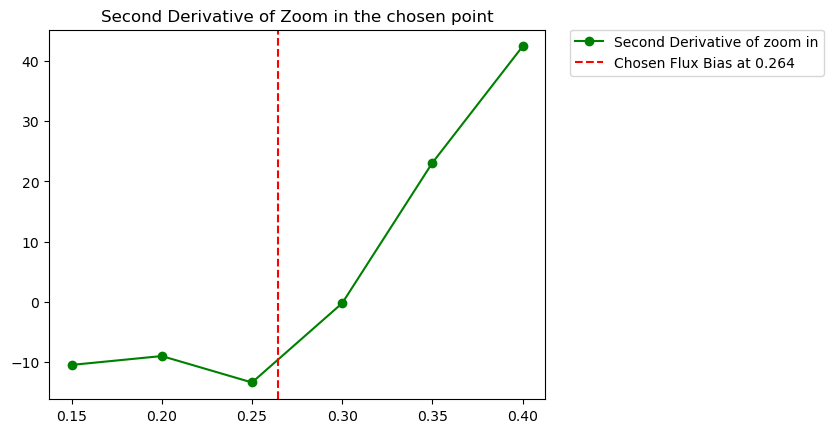 Second Derivative of Zoom in the chosen point
Second Derivative of zoom in
Chosen Flux Bias at 0.264
40
30
20
10
0
−10
0.15 0.20 0.25 0.30 0.35 0.40